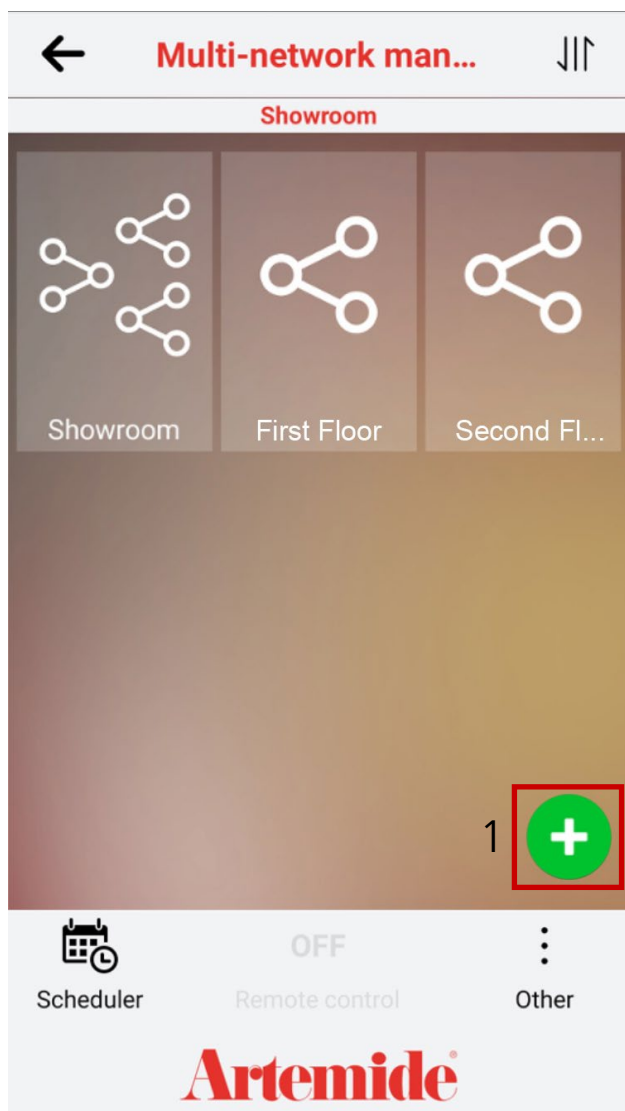 Multi-network man...
Showroom
Showroom
First Floor
Second Fl...
1
OFF
Scheduler
Remote control
Other
Artemide